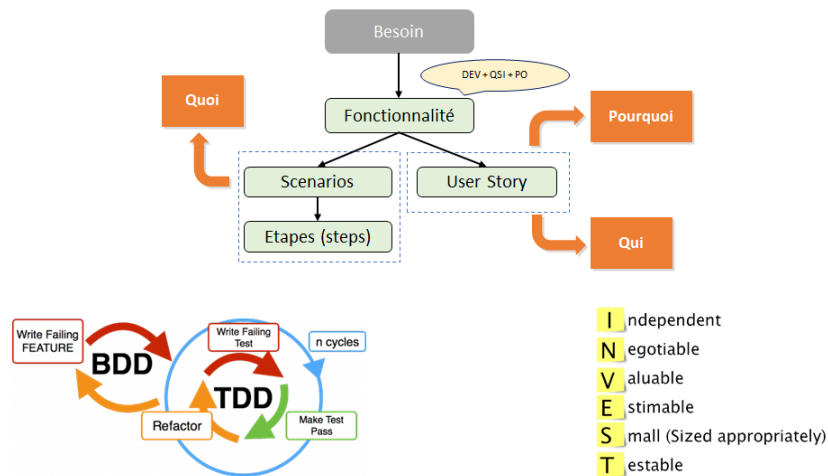 Besoin
DEV + QSI + PO
Quoi
Fonctionnalité
Pourquoi
Scenarios
User Story
Etapes (steps)
Qui
Write Failing
FEATURE
BDD
Write Failing
Test
n cycles
TDD
Refactor
Make Test
Pass
Independent
Negotiable
Valuable
Estimable
Small (Sized appropriately)
Testable